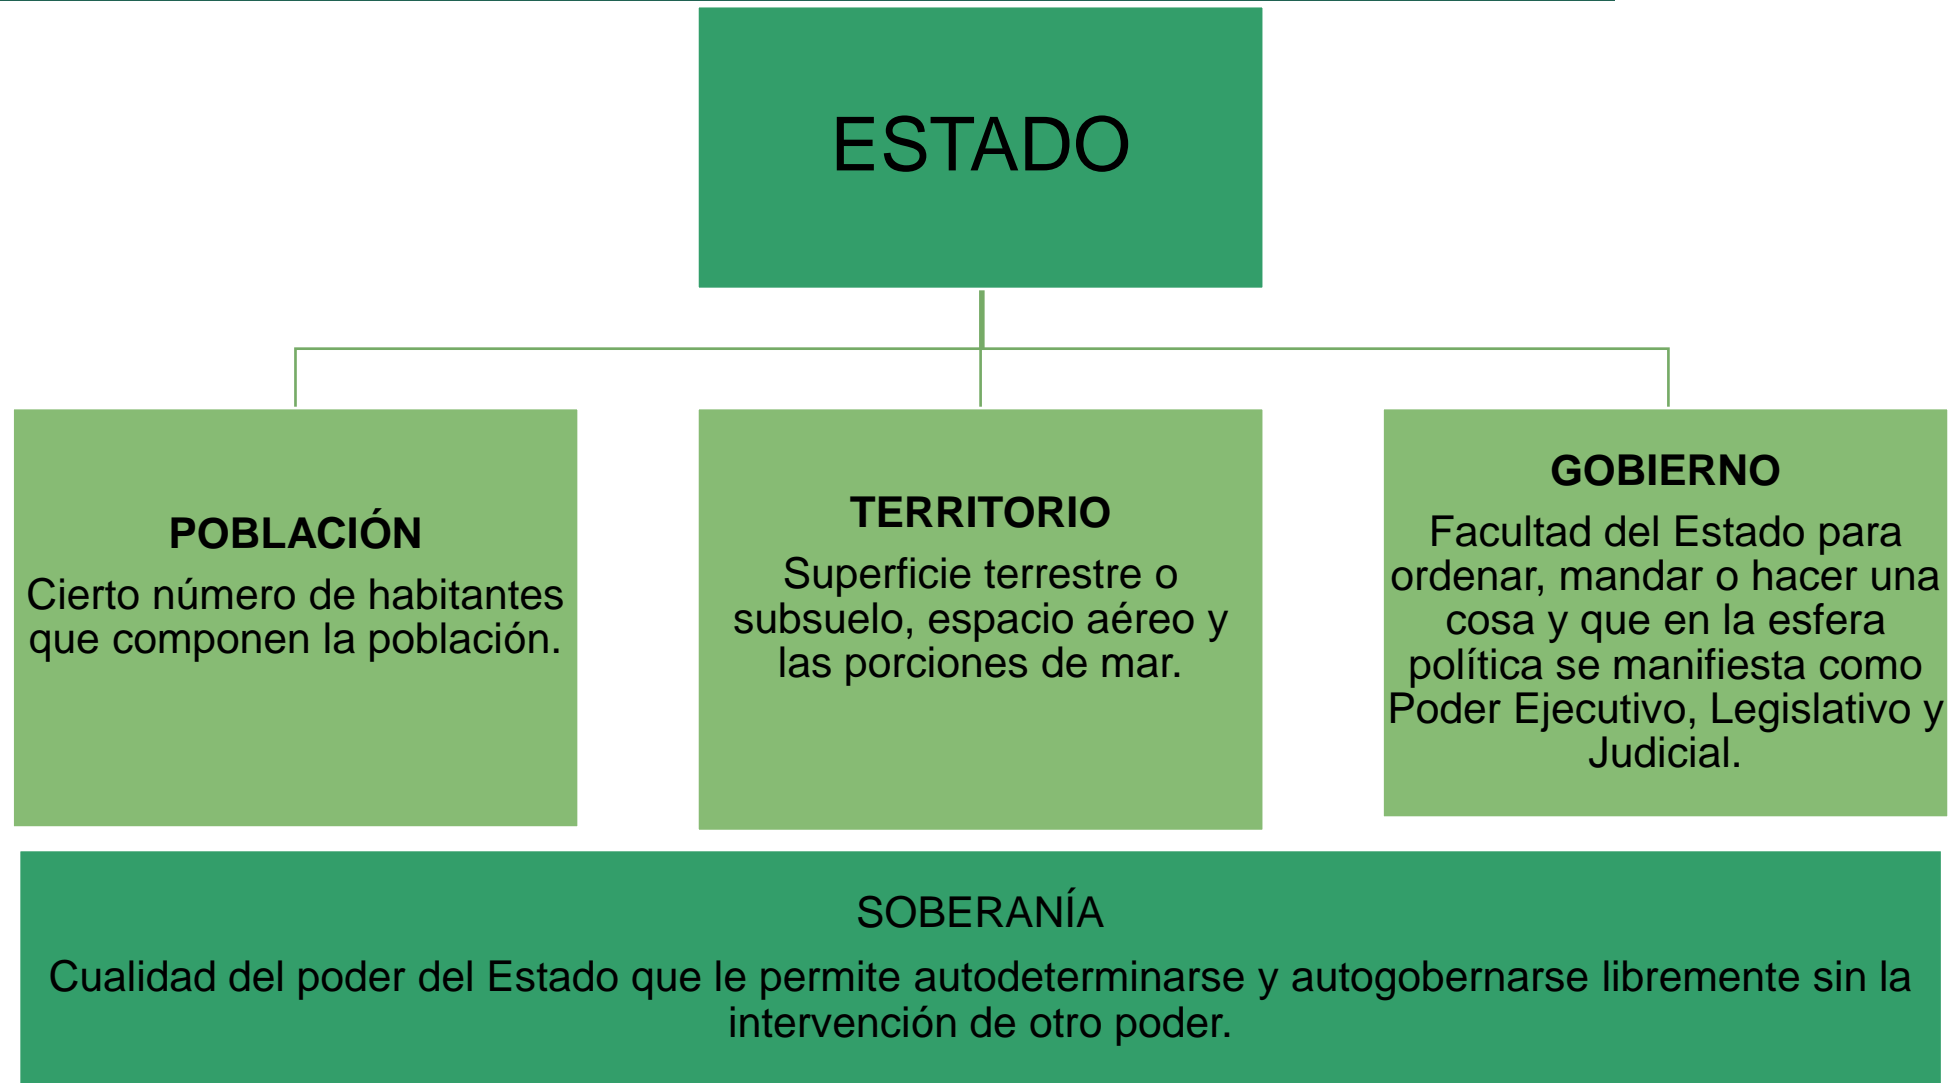 ESTADO
POBLACIÓN
Cierto número de habitantes
que componen la población.
TERRITORIO
Superficie terrestre o
subsuelo, espacio aéreo y
las porciones de mar.
GOBIERNO
Facultad del Estado para
ordenar, mandar o hacer una
cosa y que en la esfera
política se manifiesta como
Poder Ejecutivo, Legislativo y
Judicial.
SOBERANÍA
Cualidad del poder del Estado que le permite autodeterminarse y autogobernarse libremente sin la
intervención de otro poder.